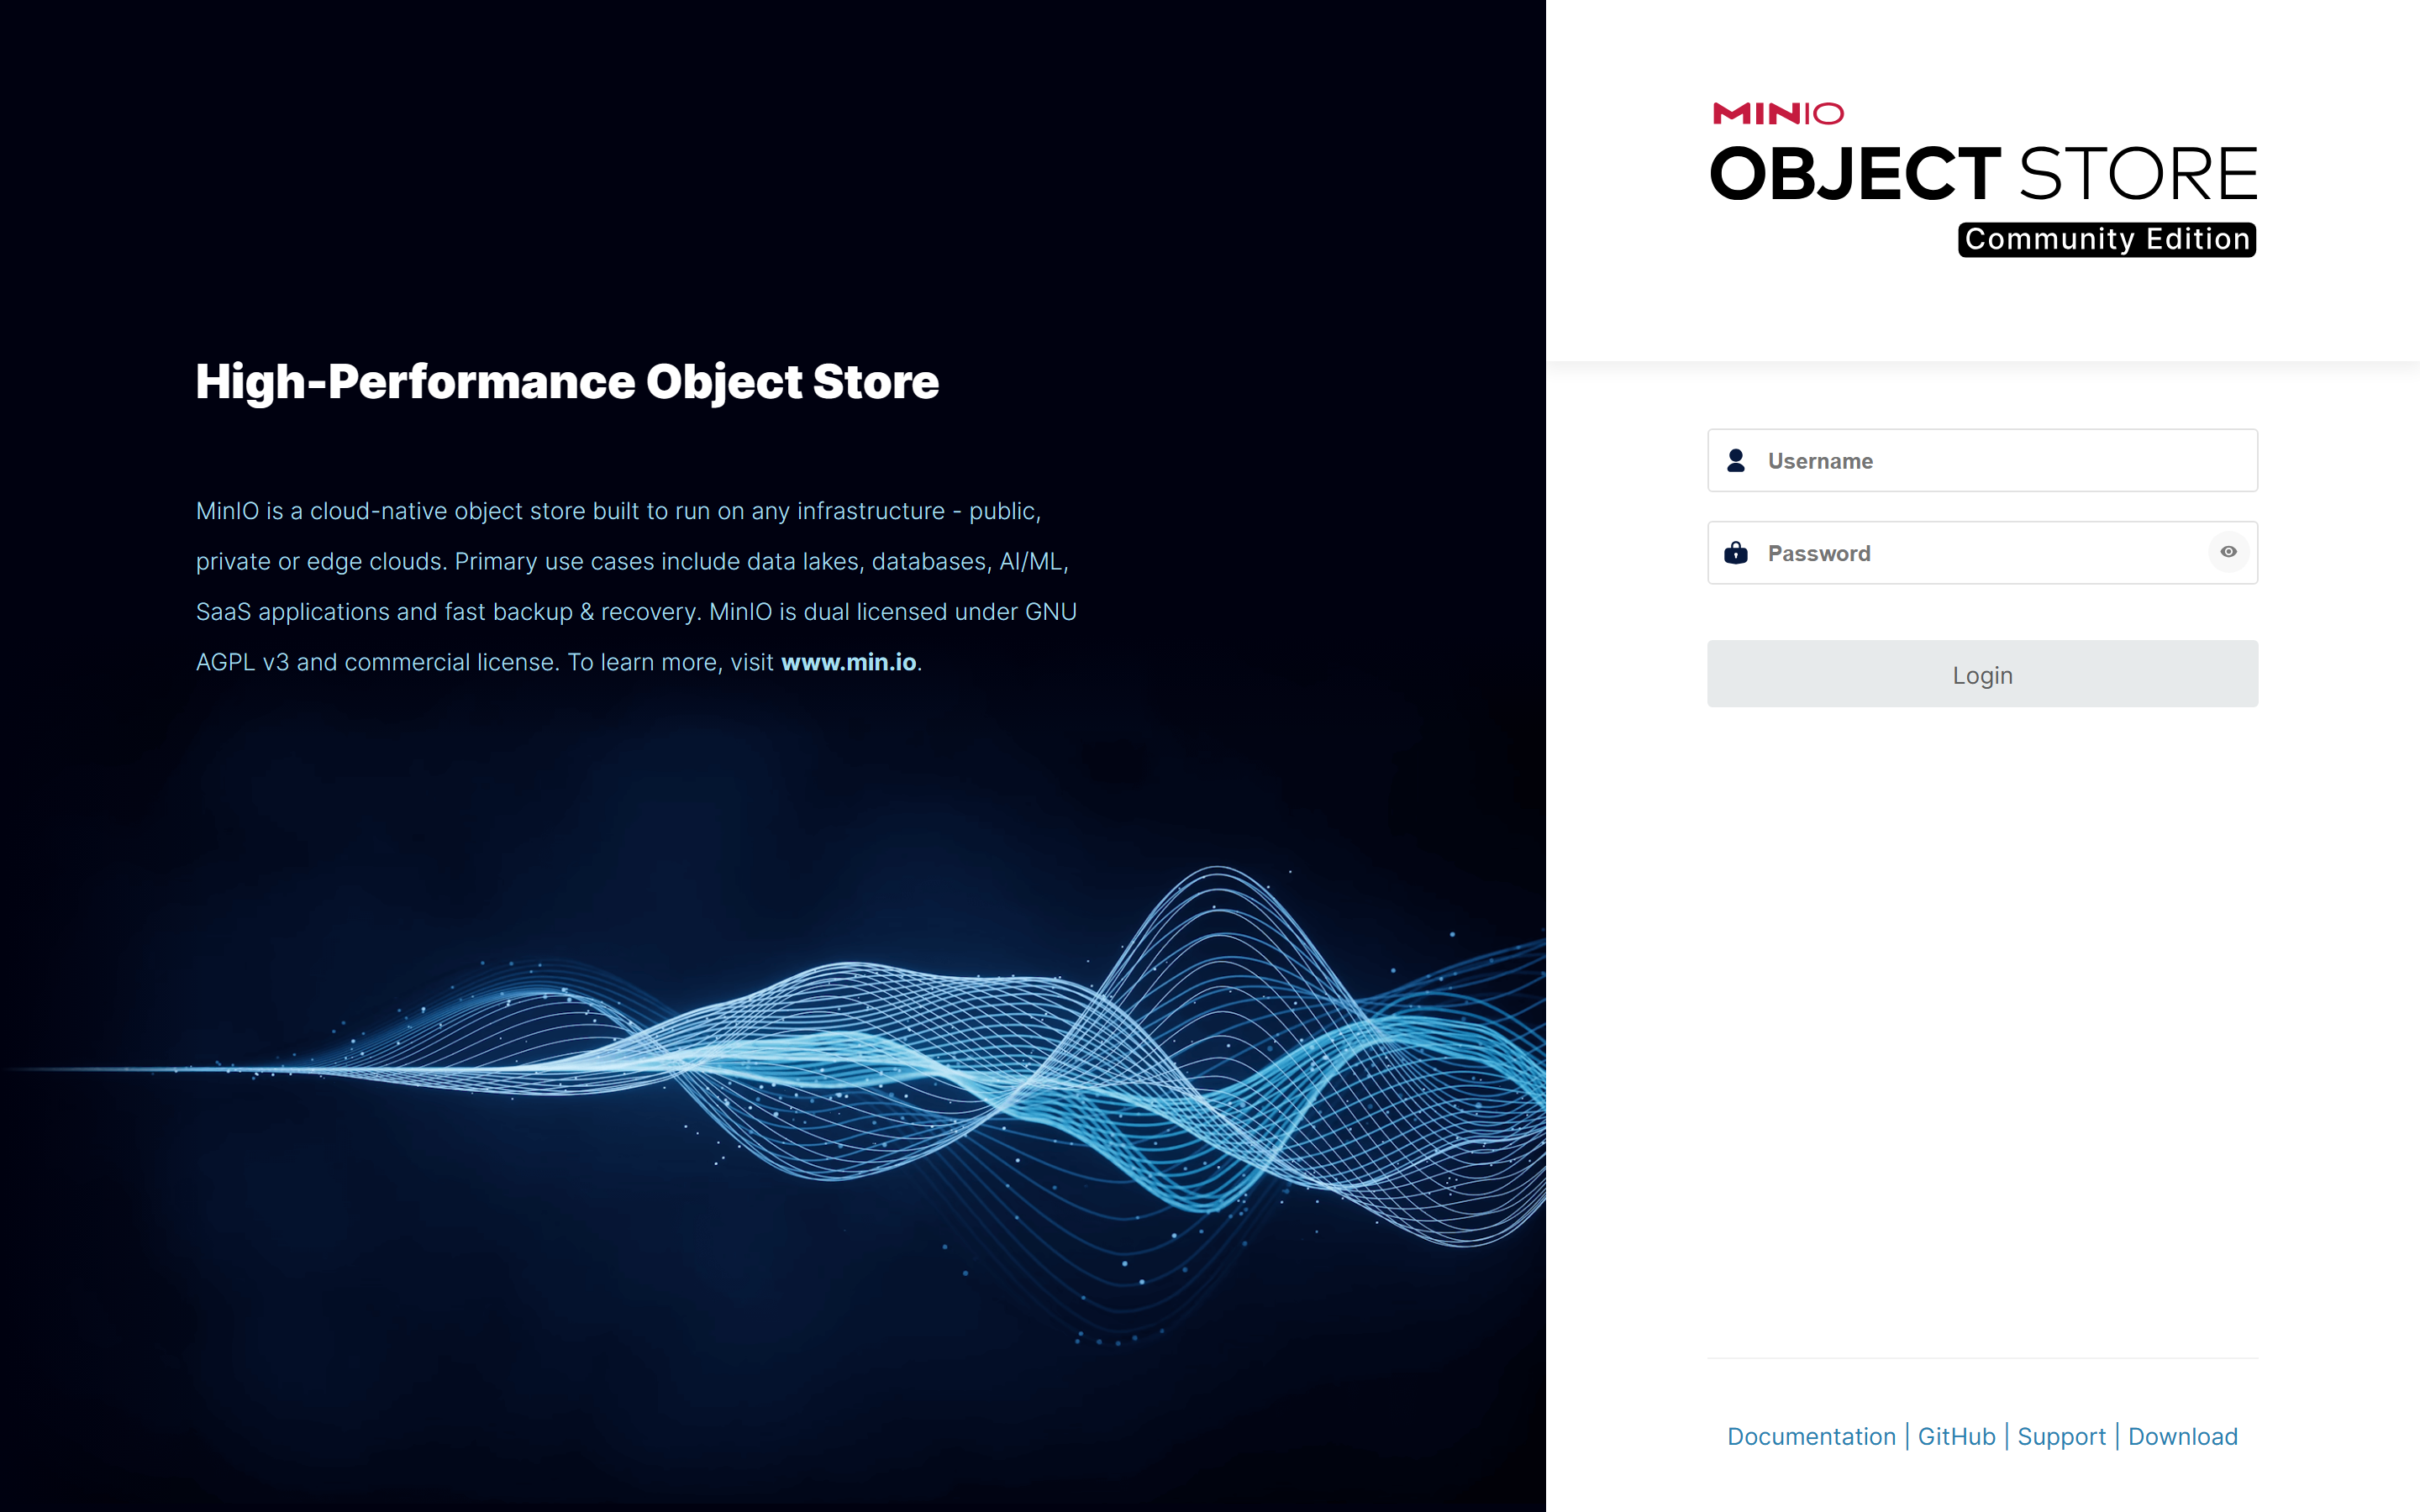 High-Performance Object Store
MinIO is a cloud-native object store built to run on any infrastructure - public,
private or edge clouds. Primary use cases include data lakes, databases, AI/ML,
SaaS applications and fast backup & recovery. MinIO is dual licensed under GNU
AGPL v3 and commercial license. To learn more, visit www.min.io.
MINIO
OBJECT STORE
Community Edition
Username
Password
Login
Documentation | GitHub | Support | Download